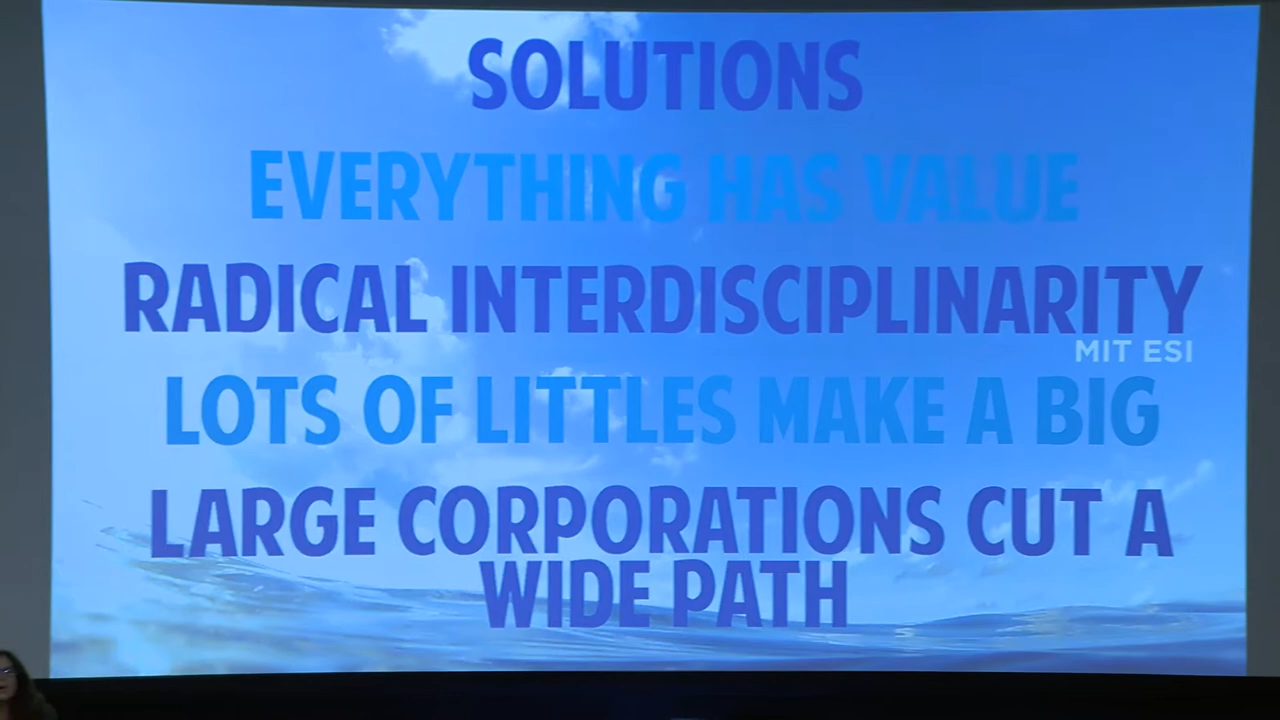 SOLUTIONS
EVERYTHING HAS VALUE
RADICAL INTERDISCIPLINARITY
MIT ESI
LOTS OF LITTLES MAKE A BIG
LARGE CORPORATIONS CUT A
WIDE PATH